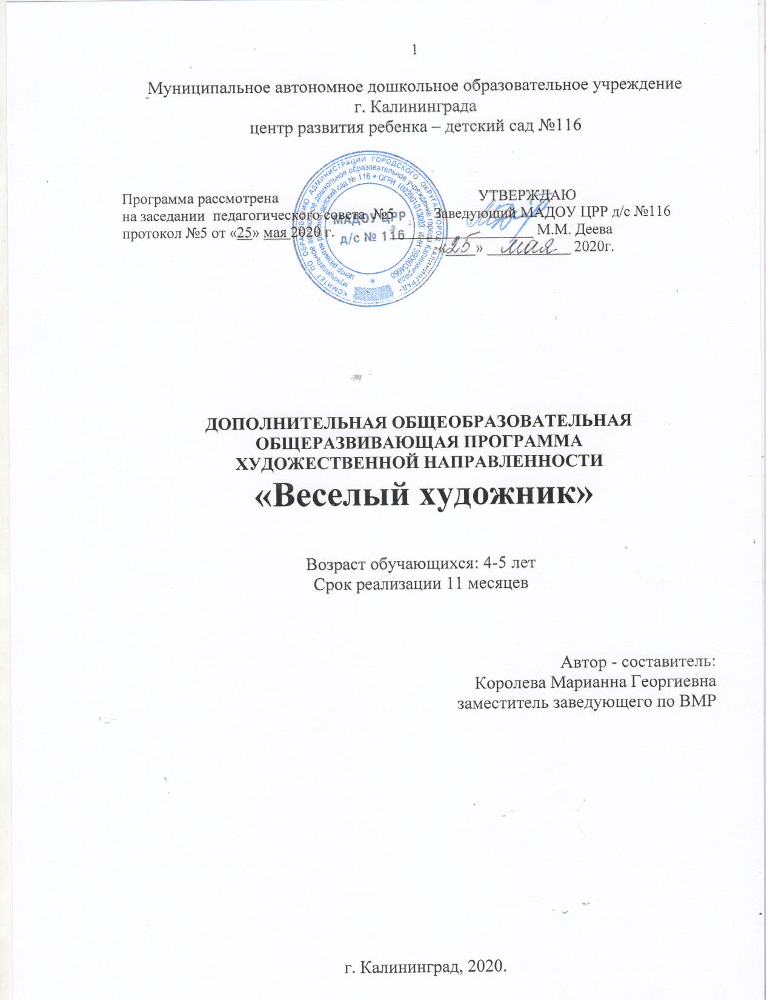 1
Муниципальное автономное дошкольное образовательное учреждение
г. Калининграда
центр развития ребенка – детский сад №116
Программа рассмотрена
на заседании педагогического совета №5
протокол №5 от «25» мая 2020 г.
УТВЕРЖДАЮ
Заведующий МАДОУ ЦРР д/с №116
М.М. Деева
«25» мая 2020г.
КОМИТЕТ ПО ОБРАЗОВАНИЮ АДМИНИСТРАЦИИ ГОРОДСКОГО ОКРУГА "ГОРОД КАЛИНИНГРАД"
муниципальное автономное дошкольное образовательное учреждение города Калининграда
центр развития ребенка - детский сад № 116 * ОГРН 1023901013003 ИНН 3906034660
*
МАДОУ ЦРР
д/с № 116
ДОПОЛНИТЕЛЬНАЯ ОБЩЕОБРАЗОВАТЕЛЬНАЯ
ОБЩЕРАЗВИВАЮЩАЯ ПРОГРАММА
ХУДОЖЕСТВЕННОЙ НАПРАВЛЕННОСТИ
«Веселый художник»
Возраст обучающихся: 4-5 лет
Срок реализации 11 месяцев
Автор - составитель:
Королева Марианна Георгиевна
заместитель заведующего по ВМР
г. Калининград, 2020.